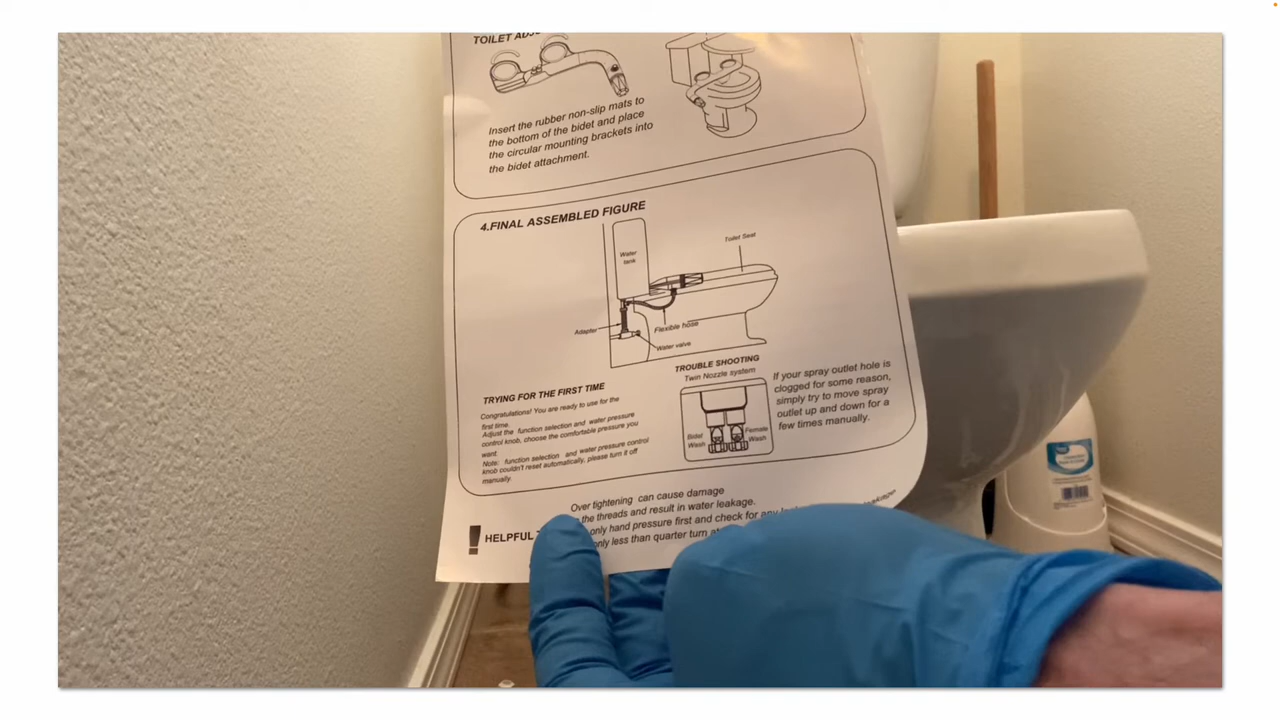 TOILET
Insert the rubber non-slip mats to
the bottom of the bidet and place
the circular mounting brackets into
the bidet attachment.
4.FINAL ASSEMBLED FIGURE
Water
tank
Toilet Seat
Adapter
Flexible hose
Water valve
TRYING FOR THE FIRST TIME
Congratulations! You are ready to use for the
first time.
Adjust the function selection and water pressure
control knob, choose the comfortable pressure you
want.
Note: function selection and water pressure control
knob couldn't reset automatically, please turn it off
manually.
TROUBLE SHOOTING
Twin Nozzle system
Bidet
Wash
Female
Wash
If your spray outlet hole is
clogged for some reason,
simply try to move spray
outlet up and down for a
few times manually.
HELPFUL
Over tightening can cause damage
the threads and result in water leakage.
only hand pressure first and check for any
only less than quarter turn